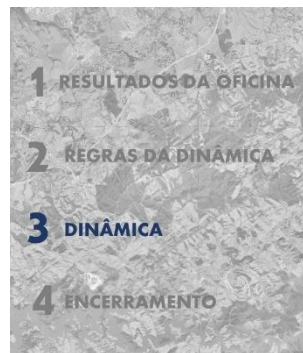 1 RESULTADOS DA OFICINA
2 REGRAS DA DINÂMICA
3 DINÂMICA
4 ENCERRAMENTO